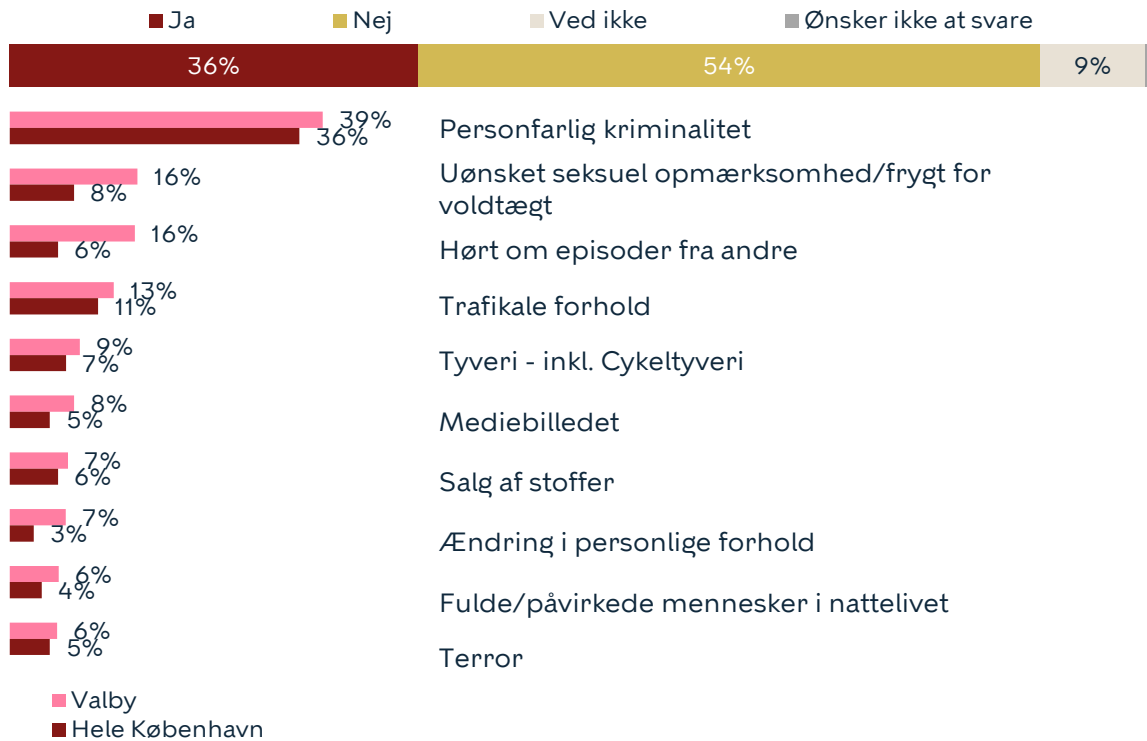 Ja Nej Ved ikke Ønsker ikke at svare
36% 54% 9%
39% Personfarlig kriminalitet
36%
16% Uønsket seksuel opmærksomhed/frygt for
8% voldtægt
16% Hørt om episoder fra andre
6%
13% Trafikale forhold
11%
9% Tyveri - inkl. Cykeltyveri
7%
8% Mediebilledet
5%
7% Salg af stoffer
6%
7% Ændring i personlige forhold
3%
6% Fulde/påvirkede mennesker i nattelivet
4%
6% Terror
5%
Valby
Hele København